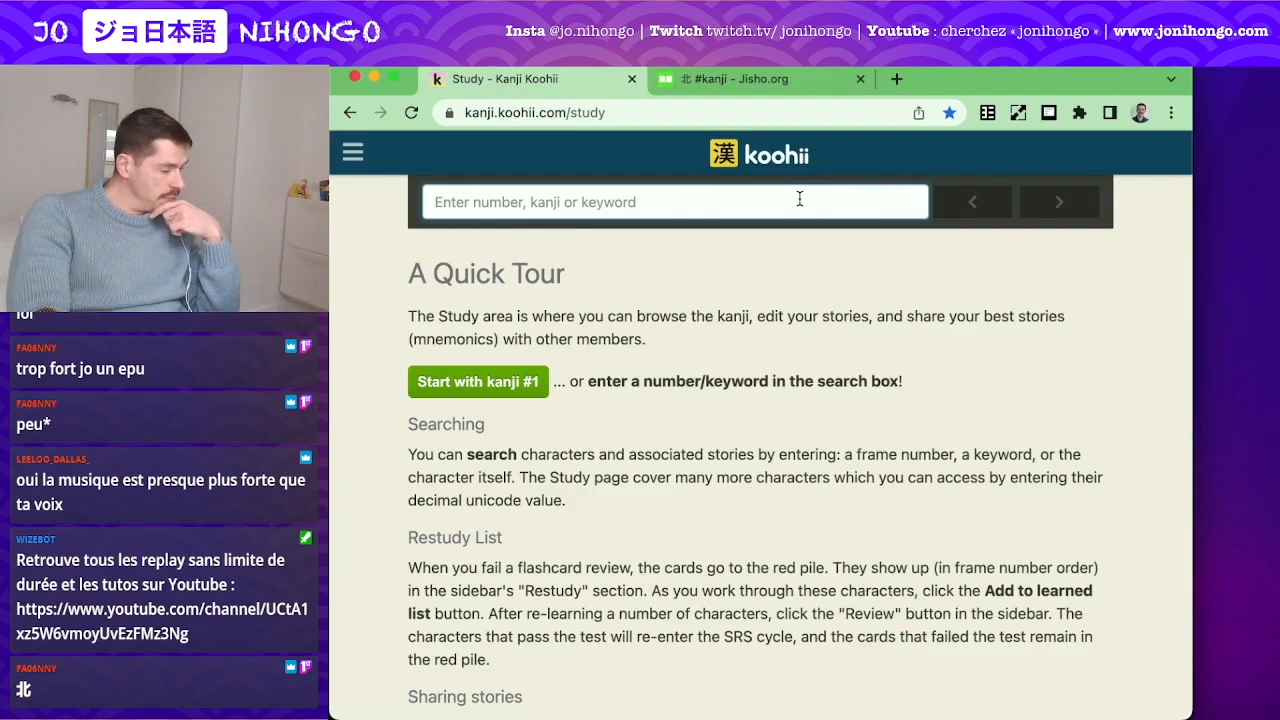 JO ジョ日本語 NIHONGO
Insta @jo.nihongo | Twitch twitch.tv/ jonihongo | Youtube : cherchez « jonihongo » | www.jonihongo.com
Study - Kanji Koohii
北 #kanji - Jisho.org
kanji.koohii.com/study
漢 koohii
Enter number, kanji or keyword
A Quick Tour
The Study area is where you can browse the kanji, edit your stories, and share your best stories
(mnemonics) with other members.
Start with kanji #1 ... or enter a number/keyword in the search box!
Searching
You can search characters and associated stories by entering: a frame number, a keyword, or the
character itself. The Study page cover many more characters which you can access by entering their
decimal unicode value.
Restudy List
When you fail a flashcard review, the cards go to the red pile. They show up (in frame number order)
in the sidebar's "Restudy" section. As you work through these characters, click the Add to learned
list button. After re-learning a number of characters, click the "Review" button in the sidebar. The
characters that pass the test will re-enter the SRS cycle, and the cards that failed the test remain in
the red pile.
Sharing stories
FA06NNY
trop fort jo un epu
FA06NNY
peu*
LEELOO_DALLAS_
oui la musique est presque plus forte que
ta voix
WIZEBOT
Retrouve tous les replay sans limite de
durée et les tutos sur Youtube :
https://www.youtube.com/channel/UCtA1
xz5W6vmoyUvEzFMz3Ng
FA06NNY
北